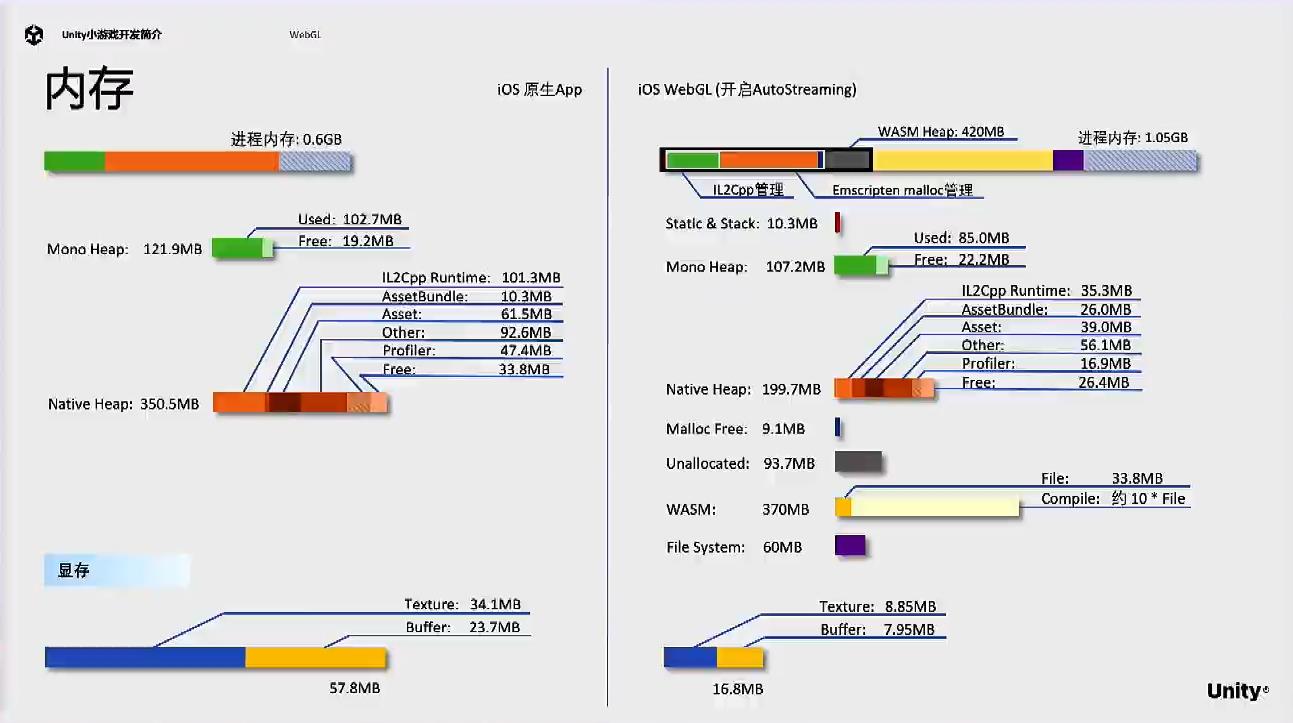 Unity小游戏开发简介
WebGL
内存
iOS 原生App
进程内存: 0.6GB
Used: 102.7MB
Free: 19.2MB
Mono Heap: 121.9MB
IL2Cpp Runtime: 101.3MB
AssetBundle: 10.3MB
Asset: 61.5MB
Other: 92.6MB
Profiler: 47.4MB
Free: 33.8MB
Native Heap: 350.5MB
显存
Texture: 34.1MB
Buffer: 23.7MB
57.8MB
iOS WebGL (开启AutoStreaming)
WASM Heap: 420MB
进程内存: 1.05GB
IL2Cpp管理
Emscripten malloc管理
Static & Stack: 10.3MB
Used: 85.0MB
Free: 22.2MB
Mono Heap: 107.2MB
IL2Cpp Runtime: 35.3MB
AssetBundle: 26.0MB
Asset: 39.0MB
Other: 56.1MB
Profiler: 16.9MB
Free: 26.4MB
Native Heap: 199.7MB
Malloc Free: 9.1MB
Unallocated: 93.7MB
File: 33.8MB
Compile: 约 10 * File
WASM: 370MB
File System: 60MB
Texture: 8.85MB
Buffer: 7.95MB
16.8MB
Unity®